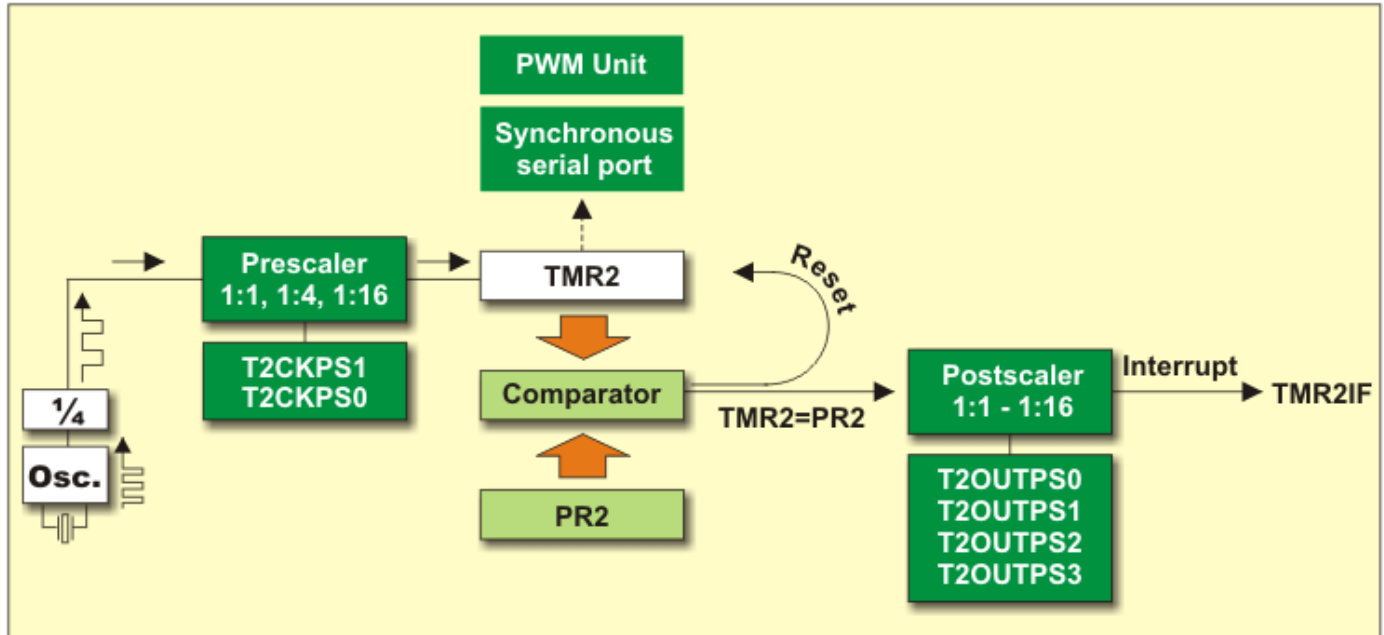 PWM Unit
Synchronous
serial port
Prescaler
1:1, 1:4, 1:16
T2CKPS1
T2CKPS0
¼
Osc.
TMR2
Reset
Comparator
TMR2=PR2
PR2
Postscaler
1:1 - 1:16
Interrupt
TMR2IF
T2OUTPS0
T2OUTPS1
T2OUTPS2
T2OUTPS3